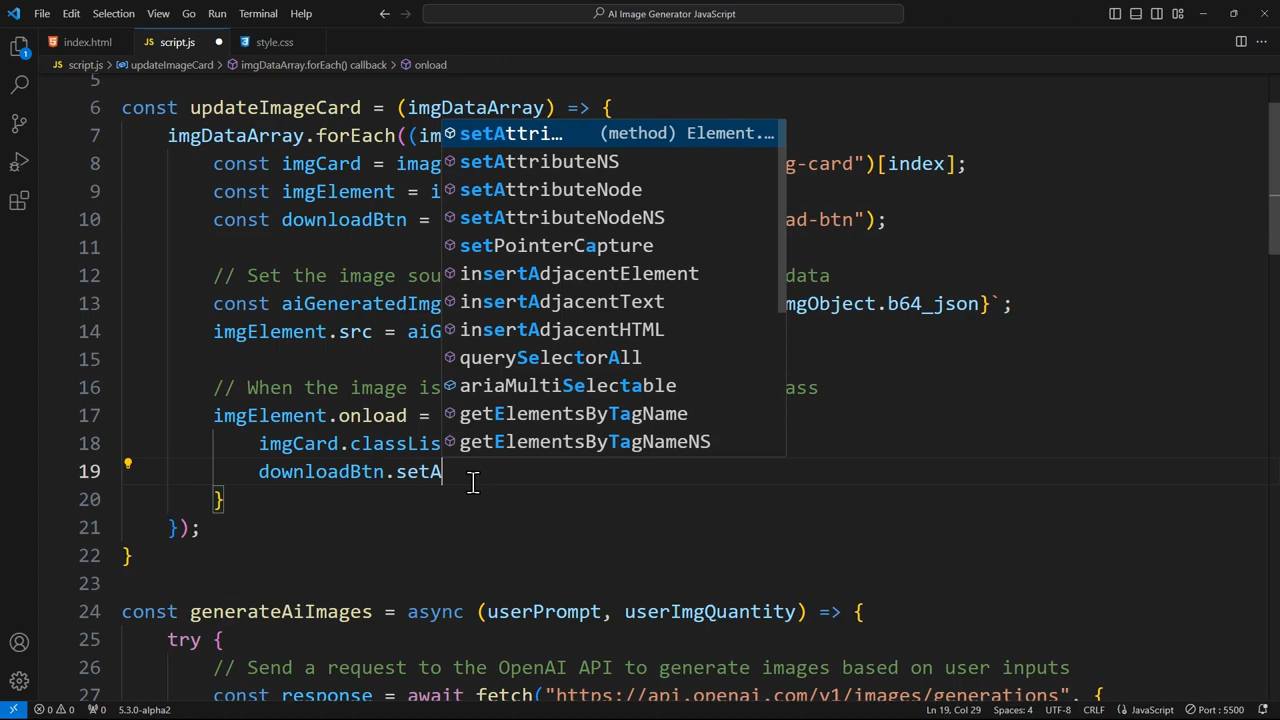 File Edit Selection View Go Run Terminal Help
AI Image Generator JavaScript
index.html
JS script.js
style.css
JS script.js > updateImageCard > imgDataArray.forEach() callback > onload
5
6 const updateImageCard = (imgDataArray) => {
7 imgDataArray.forEach((im
8 const imgCard = imag g-card")[index];
9 const imgElement = i
10 const downloadBtn = ad-btn");
11
12 // Set the image sou data
13 const aiGeneratedImg mgObject.b64_json}`;
14 imgElement.src = aiG
15
16 // When the image is ass
17 imgElement.onload =
18 imgCard.classLis
19 downloadBtn.setA
20 }
21 });
22 }
23
24 const generateAiImages = async (userPrompt, userImgQuantity) => {
25 try {
26 // Send a request to the OpenAI API to generate images based on user inputs
27 const response = await fetch("https://api.openai.com/v1/images/generations", {
setAttri… (method) Element.…
setAttributeNS
setAttributeNode
setAttributeNodeNS
setPointerCapture
insertAdjacentElement
insertAdjacentText
insertAdjacentHTML
querySelectorAll
ariaMultiSelectable
getElementsByTagName
getElementsByTagNameNS
1
0 0 0 5.3.0-alpha2 Ln 19, Col 29 Spaces: 4 UTF-8 CRLF {} JavaScript Port : 5500